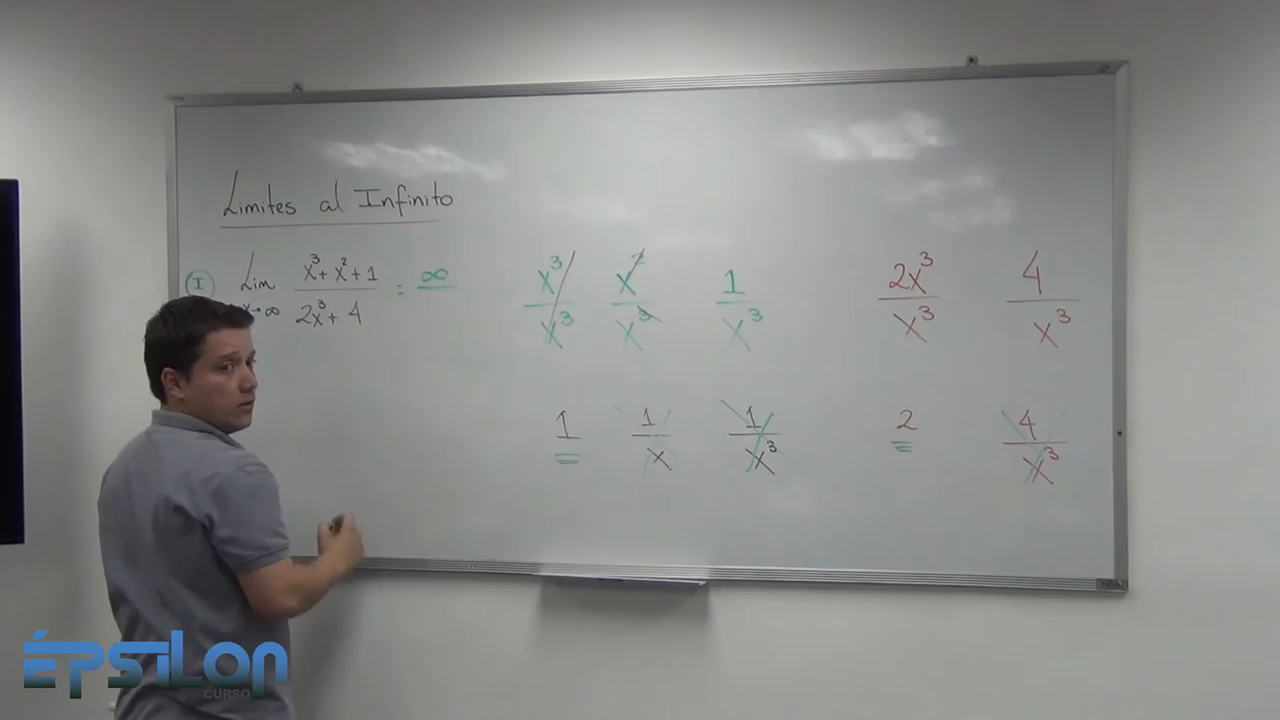 Limites al Infinito
I Lim x³ + x² + 1 / 2x³ + 4 = ∞
x→∞
x³/x³ x²/x³ 1/x³ 2x³/x³ 4/x³
1 1/x 1/x³ 2 4/x³
ÉPSILON
CURSO